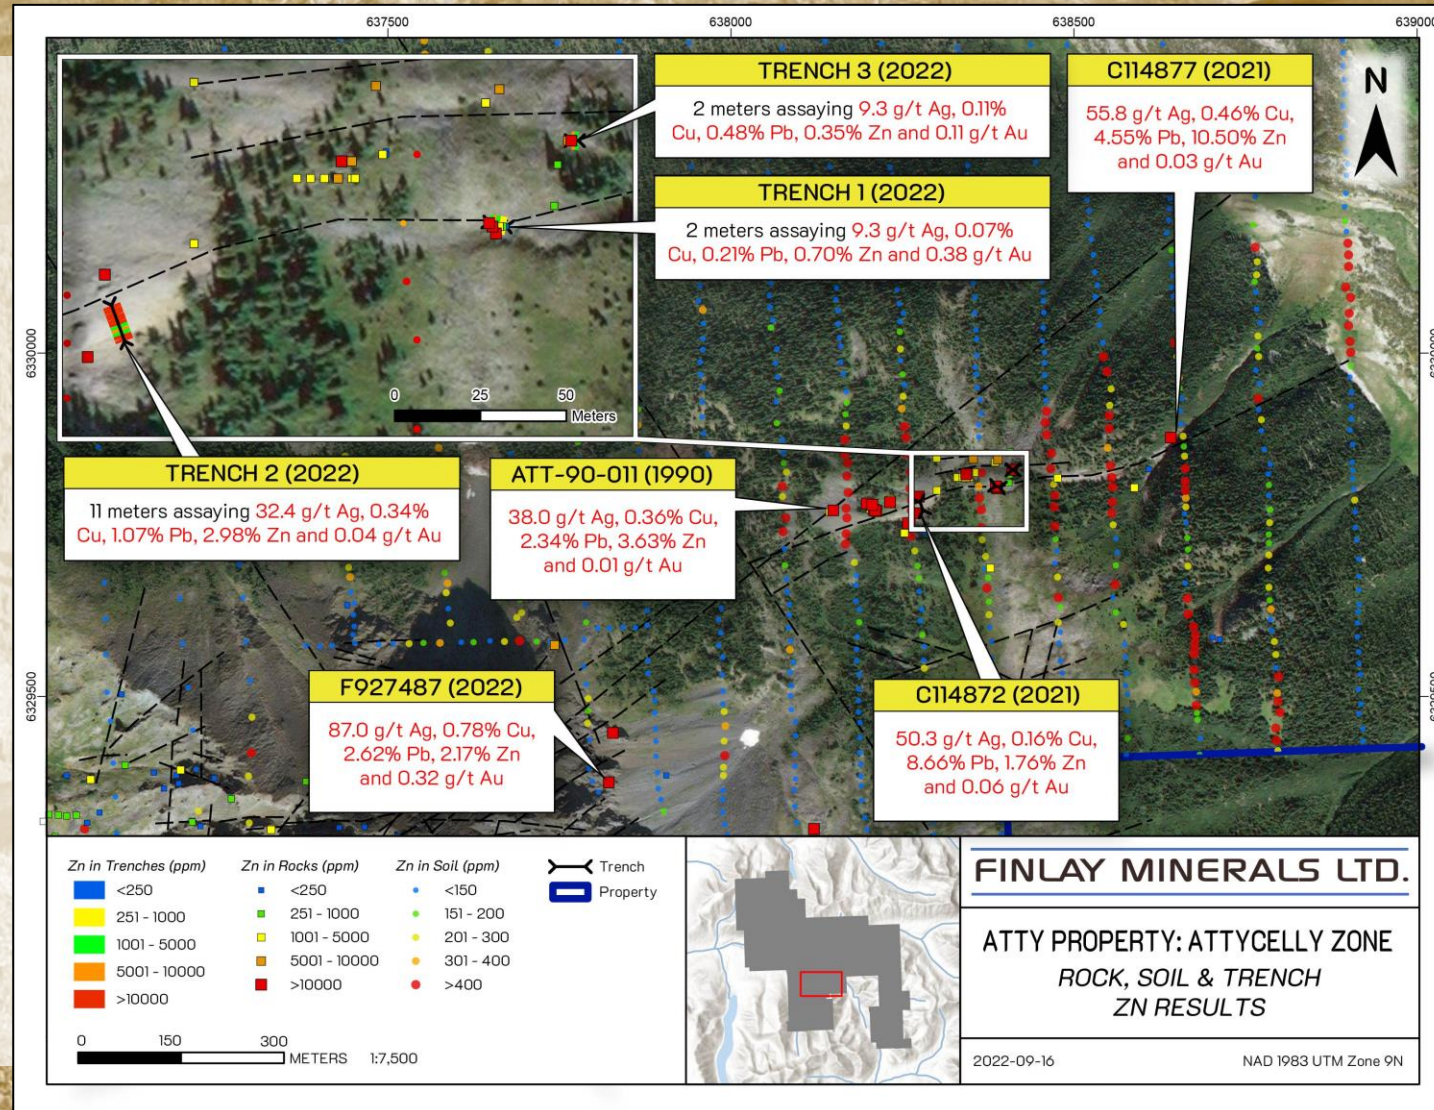 637500
638000
638500
639000
TRENCH 3 (2022)
2 meters assaying 9.3 g/t Ag, 0.11%
Cu, 0.48% Pb, 0.35% Zn and 0.11 g/t Au
C114877 (2021)
55.8 g/t Ag, 0.46% Cu,
4.55% Pb, 10.50% Zn
and 0.03 g/t Au
N
TRENCH 1 (2022)
2 meters assaying 9.3 g/t Ag, 0.07%
Cu, 0.21% Pb, 0.70% Zn and 0.38 g/t Au
6330000
6330000
0 25 50
Meters
TRENCH 2 (2022)
11 meters assaying 32.4 g/t Ag, 0.34%
Cu, 1.07% Pb, 2.98% Zn and 0.04 g/t Au
ATT-90-011 (1990)
38.0 g/t Ag, 0.36% Cu,
2.34% Pb, 3.63% Zn
and 0.01 g/t Au
F927487 (2022)
87.0 g/t Ag, 0.78% Cu,
2.62% Pb, 2.17% Zn
and 0.32 g/t Au
C114872 (2021)
50.3 g/t Ag, 0.16% Cu,
8.66% Pb, 1.76% Zn
and 0.06 g/t Au
6329500
6329500
Zn in Trenches (ppm)
<250
251 - 1000
1001 - 5000
5001 - 10000
>10000
Zn in Rocks (ppm)
<250
251 - 1000
1001 - 5000
5001 - 10000
>10000
Zn in Soil (ppm)
<150
151 - 200
201 - 300
301 - 400
>400
Trench
Property
0 150 300
METERS 1:7,500
FINLAY MINERALS LTD.
ATTY PROPERTY: ATTYCELLY ZONE
ROCK, SOIL & TRENCH
ZN RESULTS
2022-09-16
NAD 1983 UTM Zone 9N